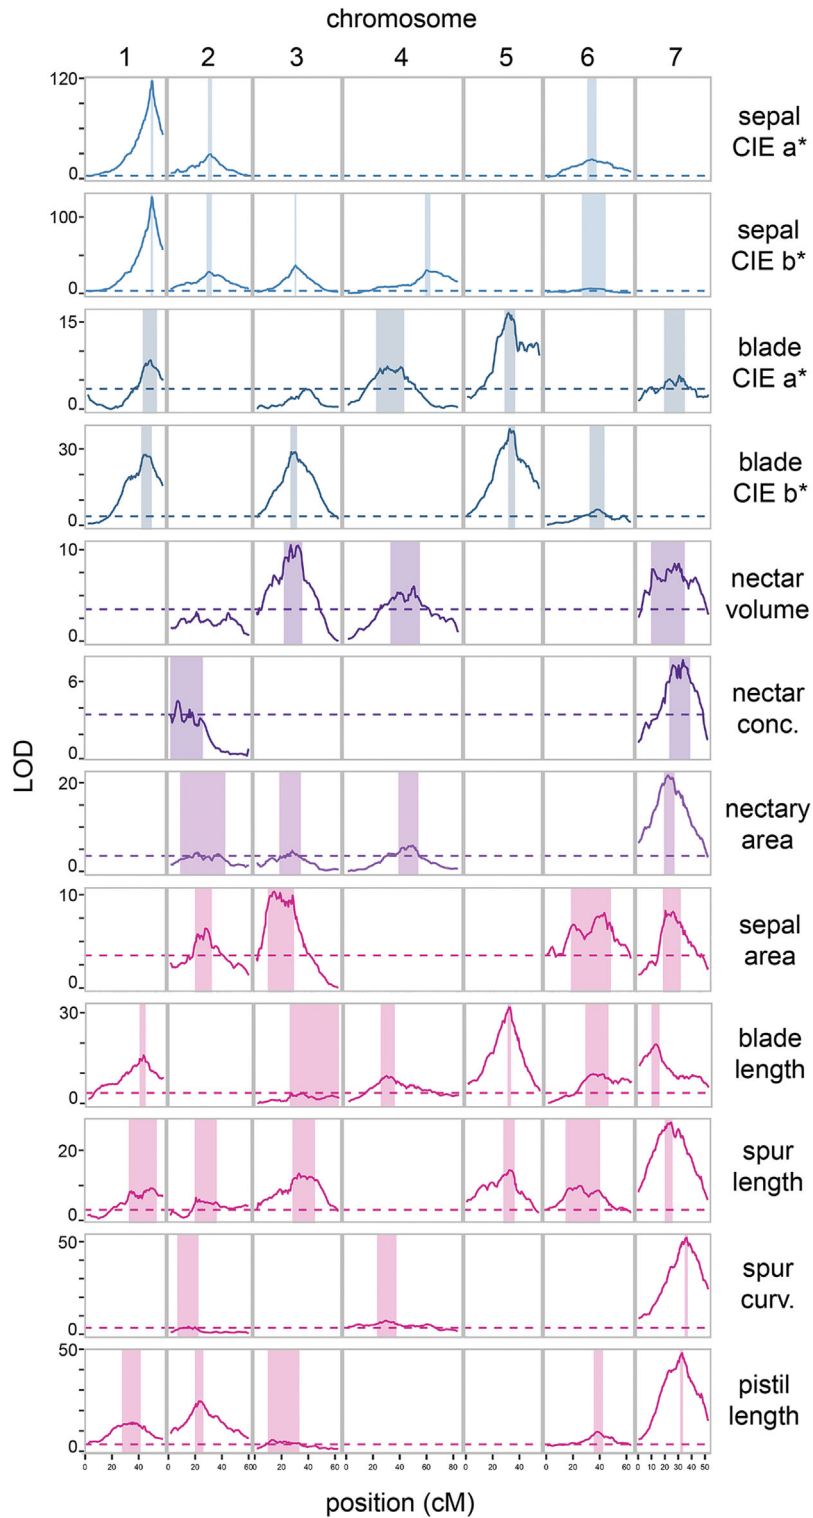 chromosome
1 2 3 4 5 6 7
120
0
sepal
CIE a*
100
0
sepal
CIE b*
15
0
blade
CIE a*
30
0
blade
CIE b*
10
0
nectar
volume
6
0
nectar
conc.
LOD
20
0
nectary
area
10
0
sepal
area
30
0
blade
length
20
0
spur
length
50
0
spur
curv.
50
0
pistil
length
0 20 40 0 20 40 60 0 20 40 60 0 20 40 60 80 0 20 40 0 20 40 60 0 10 20 30 40 50
position (cM)